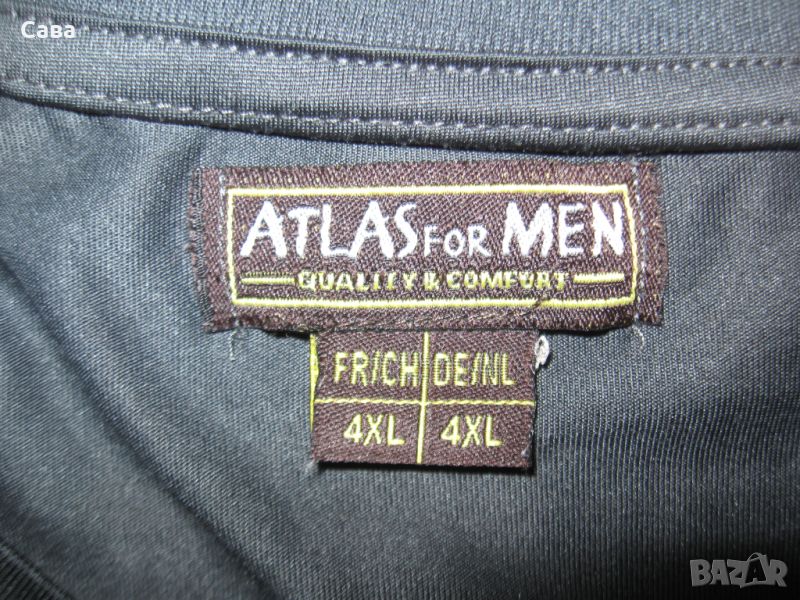 Сава
ATLAS FOR MEN
QUALITY & COMFORT
FR/CH DE/NL
4XL 4XL
BAZAR